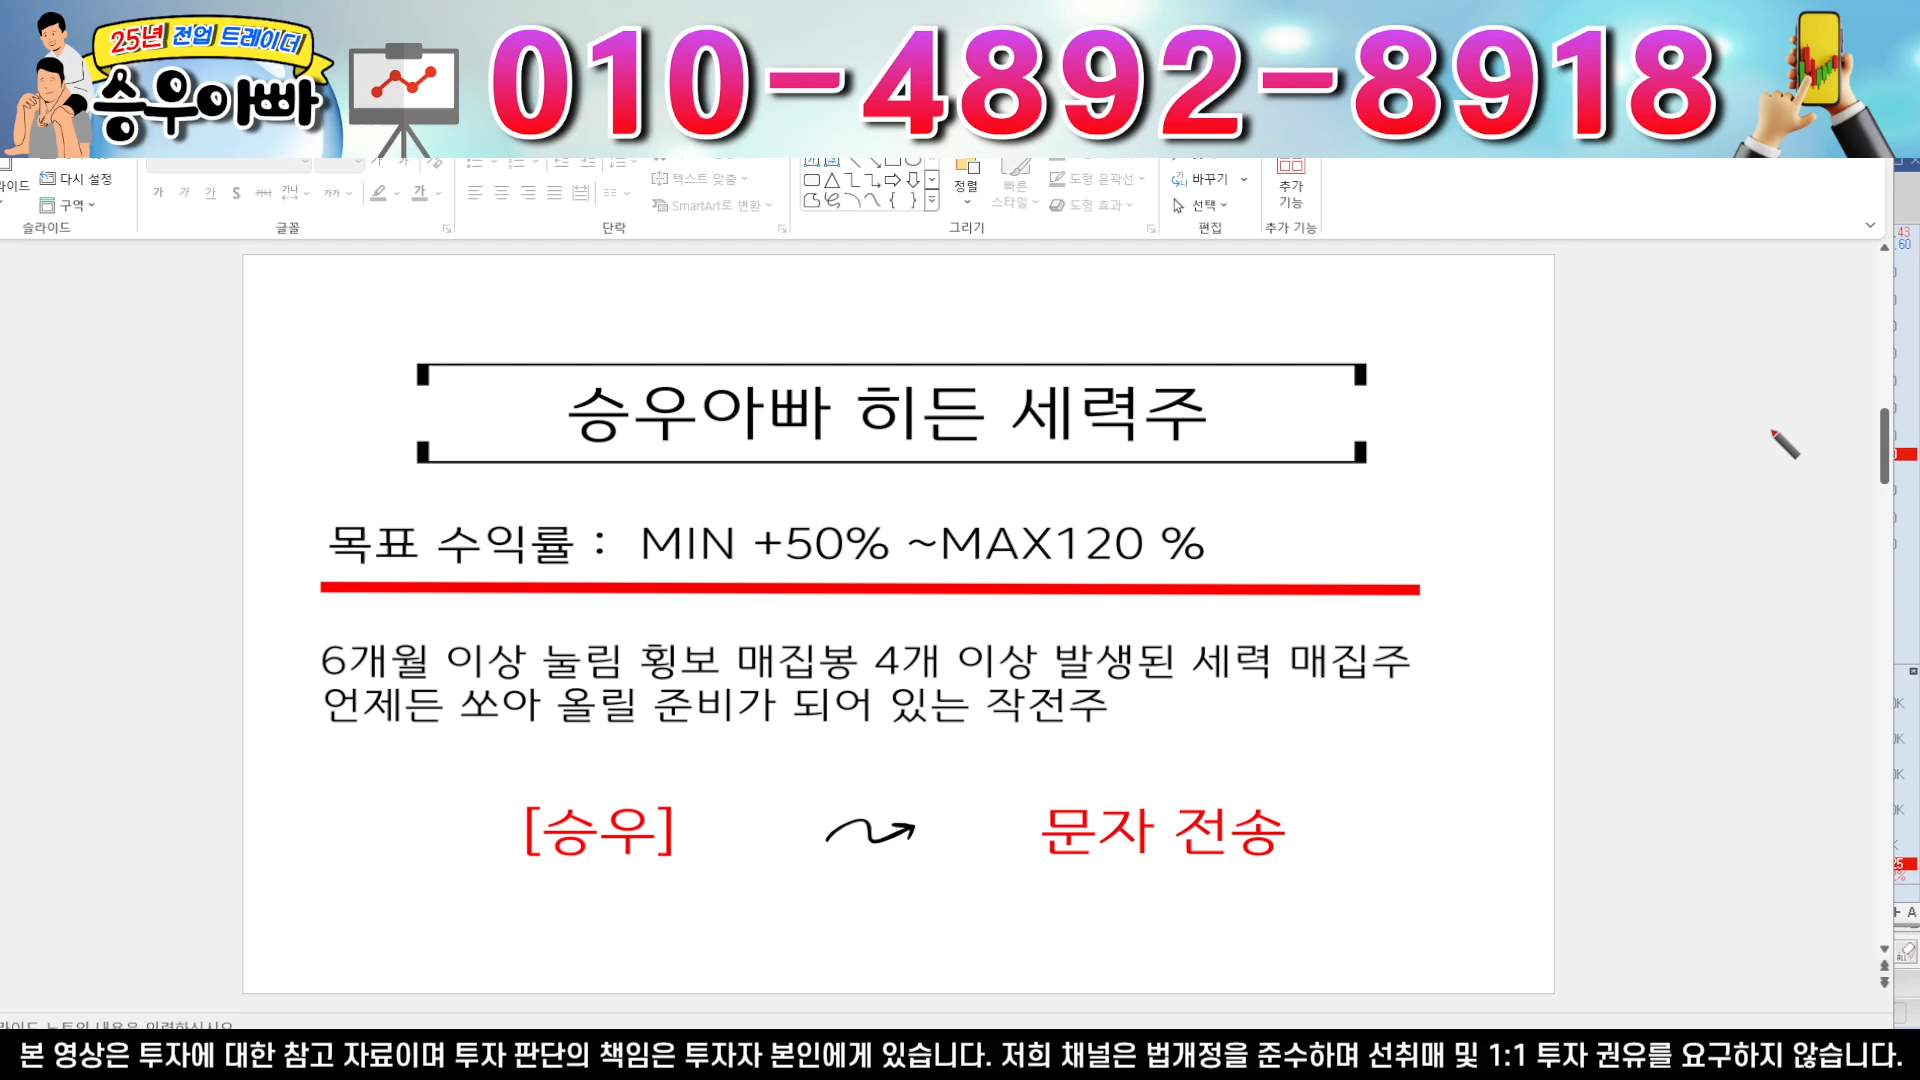 25년 전업 트레이더
승우아빠
010-4892-8918
다시 설정
구역
슬라이드
가 가 가 S
글꼴
텍스트 맞춤
SmartArt로 변환
단락
정렬
빠른
스타일
도형 윤곽선
도형 효과
그리기
바꾸기
선택
편집
추가
기능
추가 기능
승우아빠 히든 세력주
목표 수익률 : MIN +50% ~MAX120 %
6개월 이상 눌림 횡보 매집봉 4개 이상 발생된 세력 매집주
언제든 쏘아 올릴 준비가 되어 있는 작전주
[승우] 문자 전송
본 영상은 투자에 대한 참고 자료이며 투자 판단의 책임은 투자자 본인에게 있습니다. 저희 채널은 법개정을 준수하며 선취매 및 1:1 투자 권유를 요구하지 않습니다.